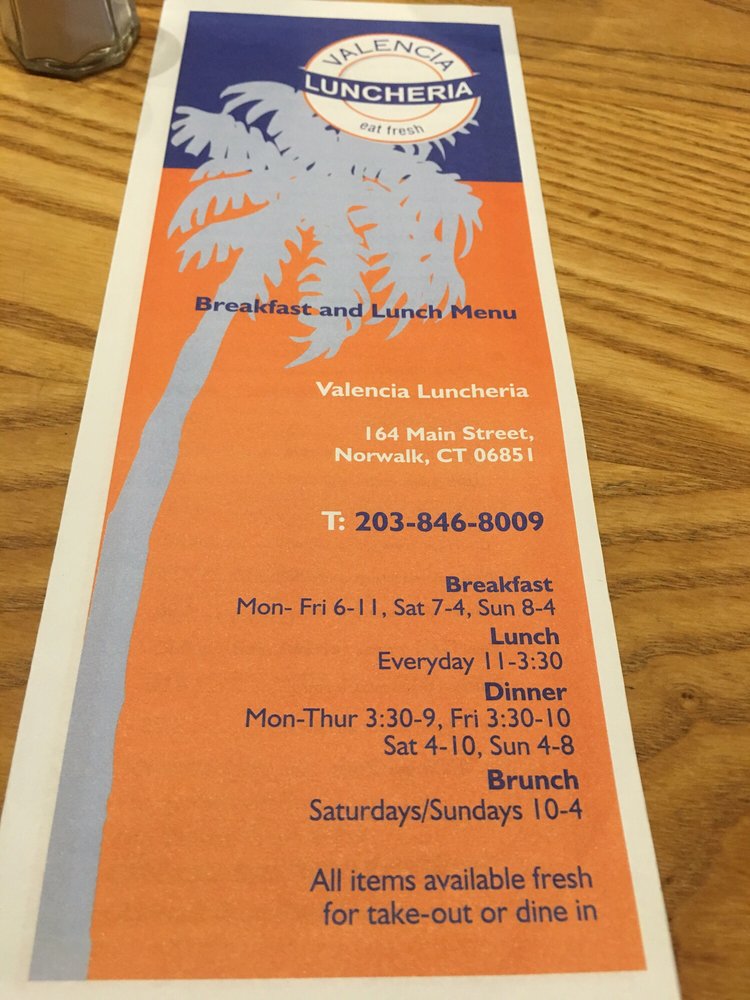 VALENCIA
LUNCHERIA
eat fresh
Breakfast and Lunch Menu
Valencia Luncheria
164 Main Street,
Norwalk, CT 06851
T: 203-846-8009
Breakfast
Mon- Fri 6-11, Sat 7-4, Sun 8-4
Lunch
Everyday 11-3:30
Dinner
Mon-Thur 3:30-9, Fri 3:30-10
Sat 4-10, Sun 4-8
Brunch
Saturdays/Sundays 10-4
All items available fresh
for take-out or dine in